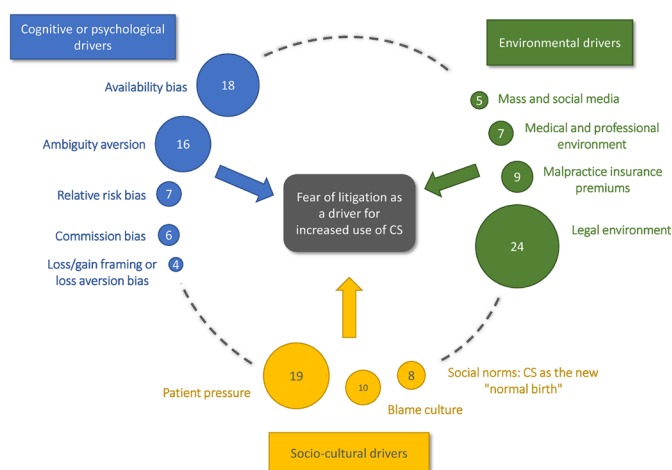 Cognitive or psychological
drivers
Availability bias
18
Ambiguity aversion
16
Relative risk bias
7
Commission bias
6
Loss/gain framing or
loss aversion bias
4
Environmental drivers
5
Mass and social media
7
Medical and professional
environment
9
Malpractice insurance
premiums
Legal environment
24
Fear of litigation as
a driver for
increased use of CS
Patient pressure
19
10
Blame culture
8
Social norms: CS as the new
"normal birth"
Socio-cultural drivers